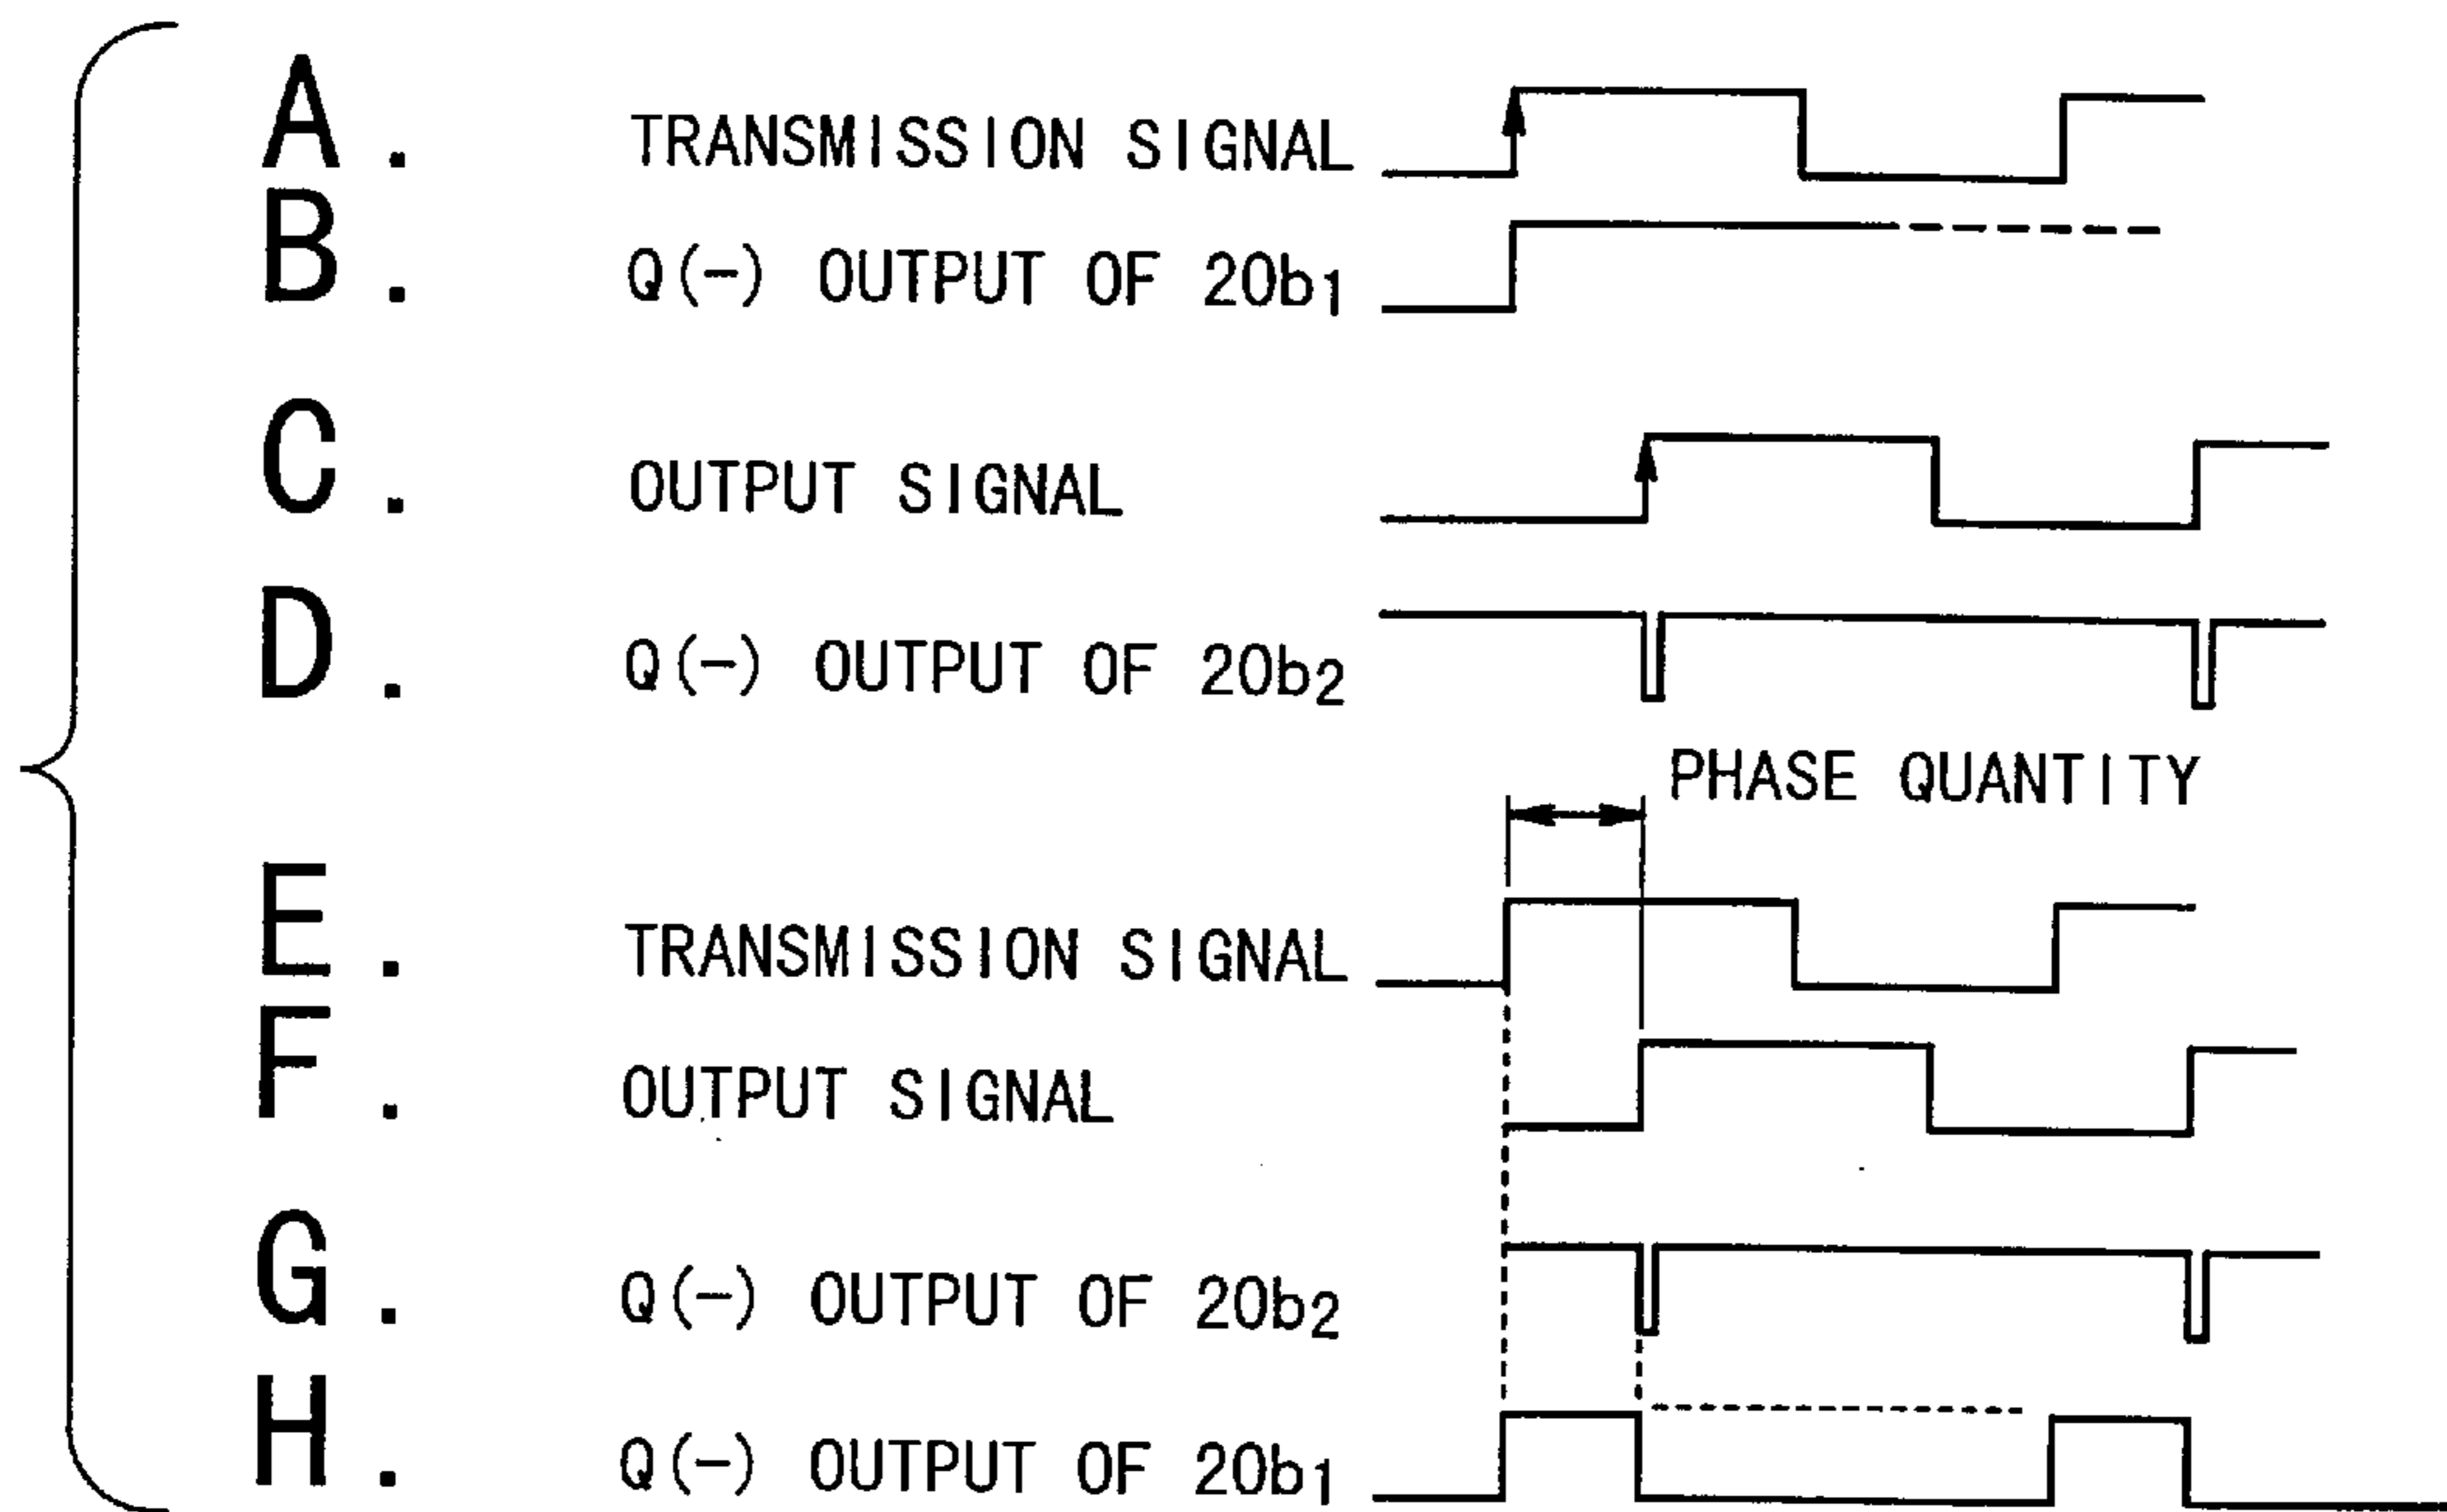 A. TRANSMISSION SIGNAL
B. Q(-) OUTPUT OF 20b1
C. OUTPUT SIGNAL
D. Q(-) OUTPUT OF 20b2
PHASE QUANTITY
E. TRANSMISSION SIGNAL
F. OUTPUT SIGNAL
G. Q(-) OUTPUT OF 20b2
H. Q(-) OUTPUT OF 20b1